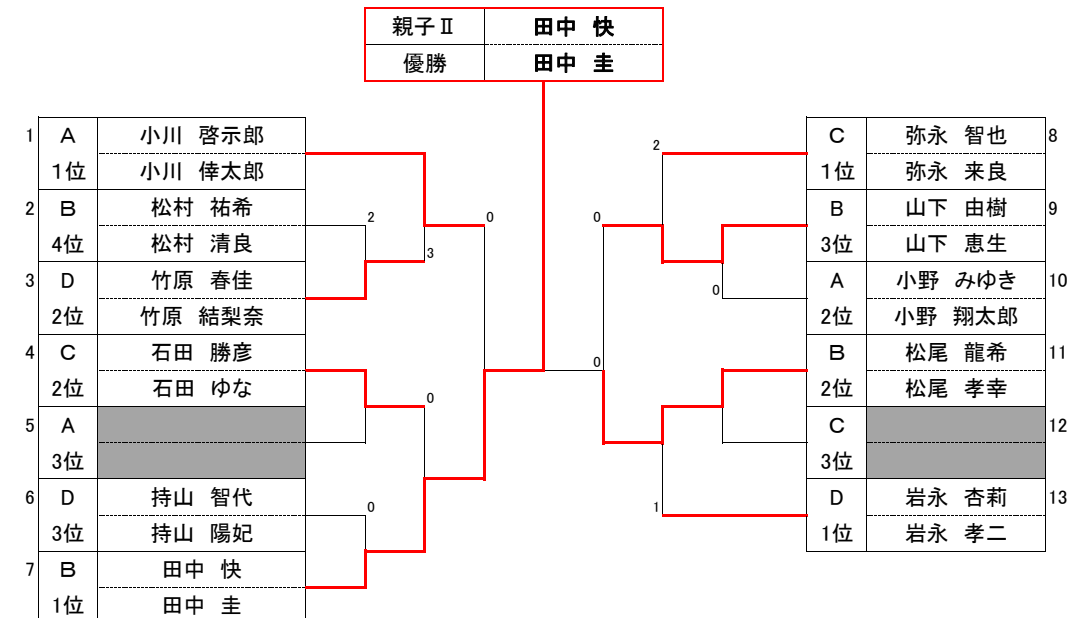 親子Ⅱ 田中 快
優勝 田中 圭
1 A 小川 啓示郎
1位 小川 倖太郎
2 B 松村 祐希
4位 松村 清良
3 D 竹原 春佳
2位 竹原 結梨奈
4 C 石田 勝彦
2位 石田 ゆな
5 A
3位
6 D 持山 智代
3位 持山 陽妃
7 B 田中 快
1位 田中 圭
2
0
3
0
0
2
0
0
0
1
C 弥永 智也 8
1位 弥永 来良
B 山下 由樹 9
3位 山下 恵生
A 小野 みゆき 10
2位 小野 翔太郎
B 松尾 龍希 11
2位 松尾 孝幸
C 12
3位
D 岩永 杏莉 13
1位 岩永 孝二